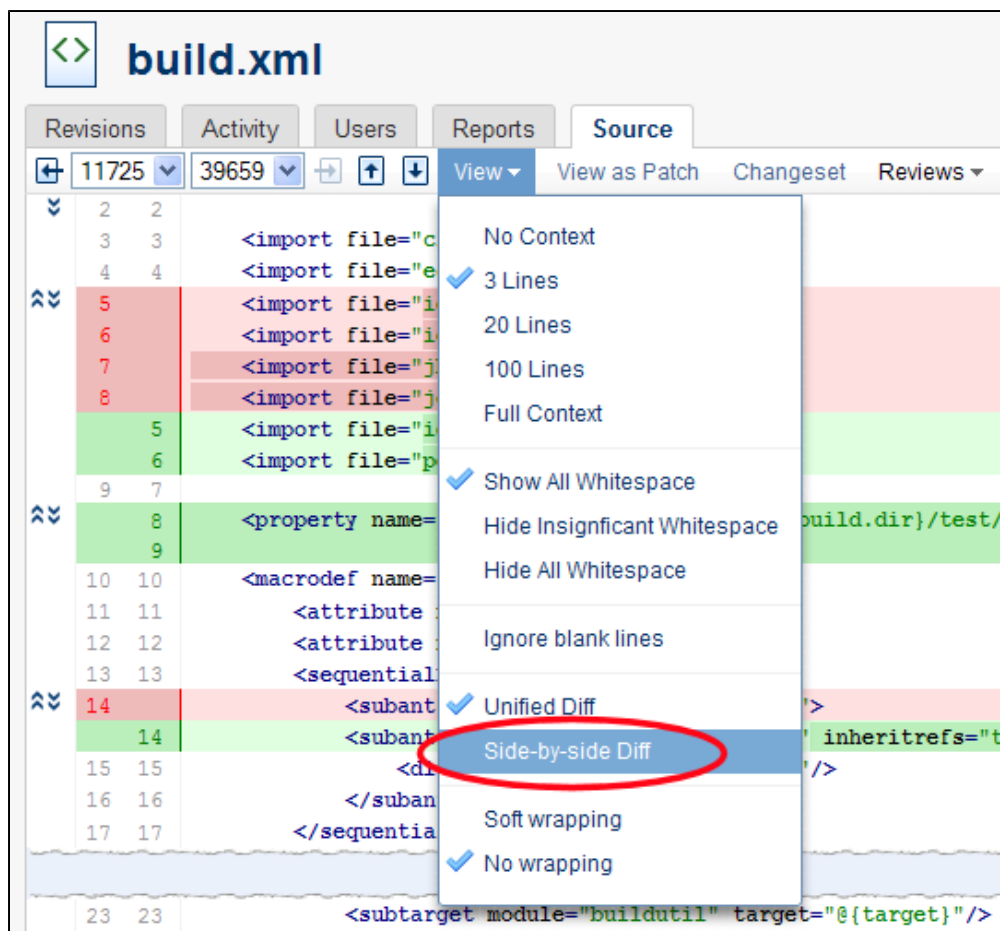 <>
build.xml
Revisions Activity Users Reports Source
11725 39659 View View as Patch Changeset Reviews
2 2
3 3 <import file="c
No Context
4 4 <import file="e
3 Lines
5 <import file="i
20 Lines
6 <import file="i
7 <import file="j
100 Lines
8 <import file="j
Full Context
5 <import file="i
6 <import file="p
9 7
Show All Whitespace
8 <property name= build.dir}/test/
Hide Insignficant Whitespace
9
10 10 <macrodef name=
Hide All Whitespace
11 11 <attribute
12 12 <attribute
Ignore blank lines
13 13 <sequential
14 <subant ">
Unified Diff
14 <subant " inheritrefs="t
Side-by-side Diff
15 15 <di "/>
16 16 </subant
Soft wrapping
17 17 </sequentia
No wrapping
23 23 <subtarget module="buildutil" target="@{target}"/>